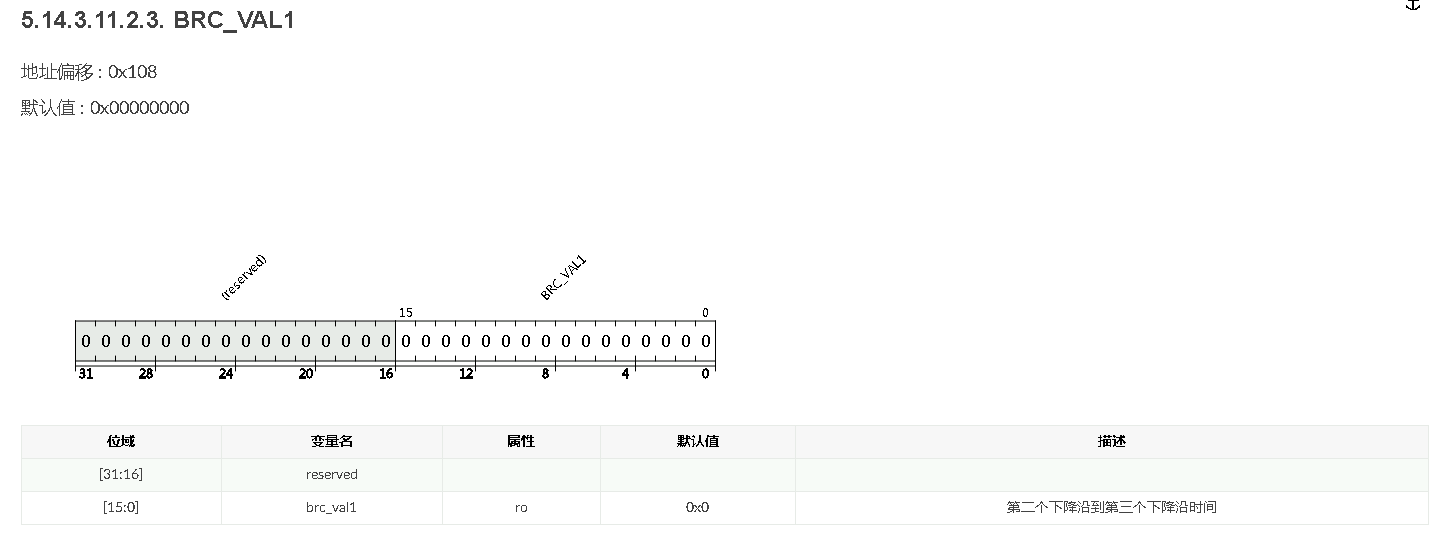 5.14.3.11.2.3. BRC_VAL1
地址偏移 : 0x108
默认值 : 0x00000000
(reserved) BRC_VAL1
15 0
0 0 0 0 0 0 0 0 0 0 0 0 0 0 0 0 0 0 0 0 0 0 0 0 0 0 0 0 0 0 0 0
31 28 24 20 16 12 8 4 0
位域 变量名 属性 默认值 描述
[31:16] reserved
[15:0] brc_val1 ro 0x0 第二个下降沿到第三个下降沿时间